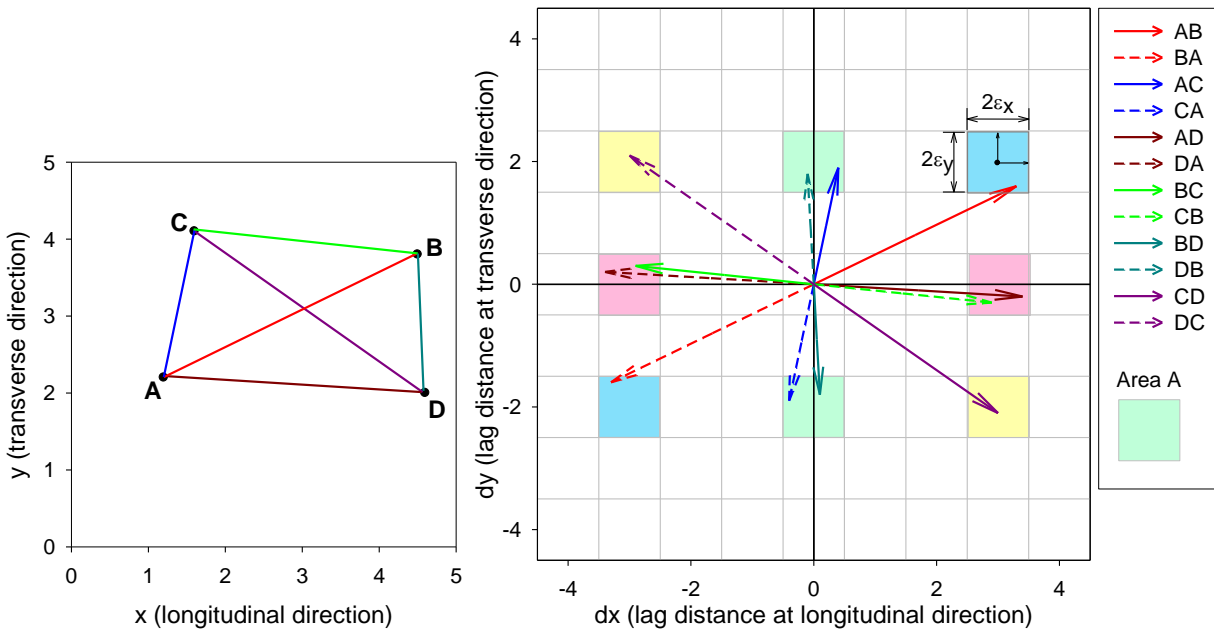 5
4
3
2
1
0
y (transverse direction)
C
B
A
D
0 1 2 3 4 5
x (longitudinal direction)
4
2
0
-2
-4
dy (lag distance at transverse direction)
2εx
2εy
-4 -2 0 2 4
dx (lag distance at longitudinal direction)
AB
BA
AC
CA
AD
DA
BC
CB
BD
DB
CD
DC
Area A